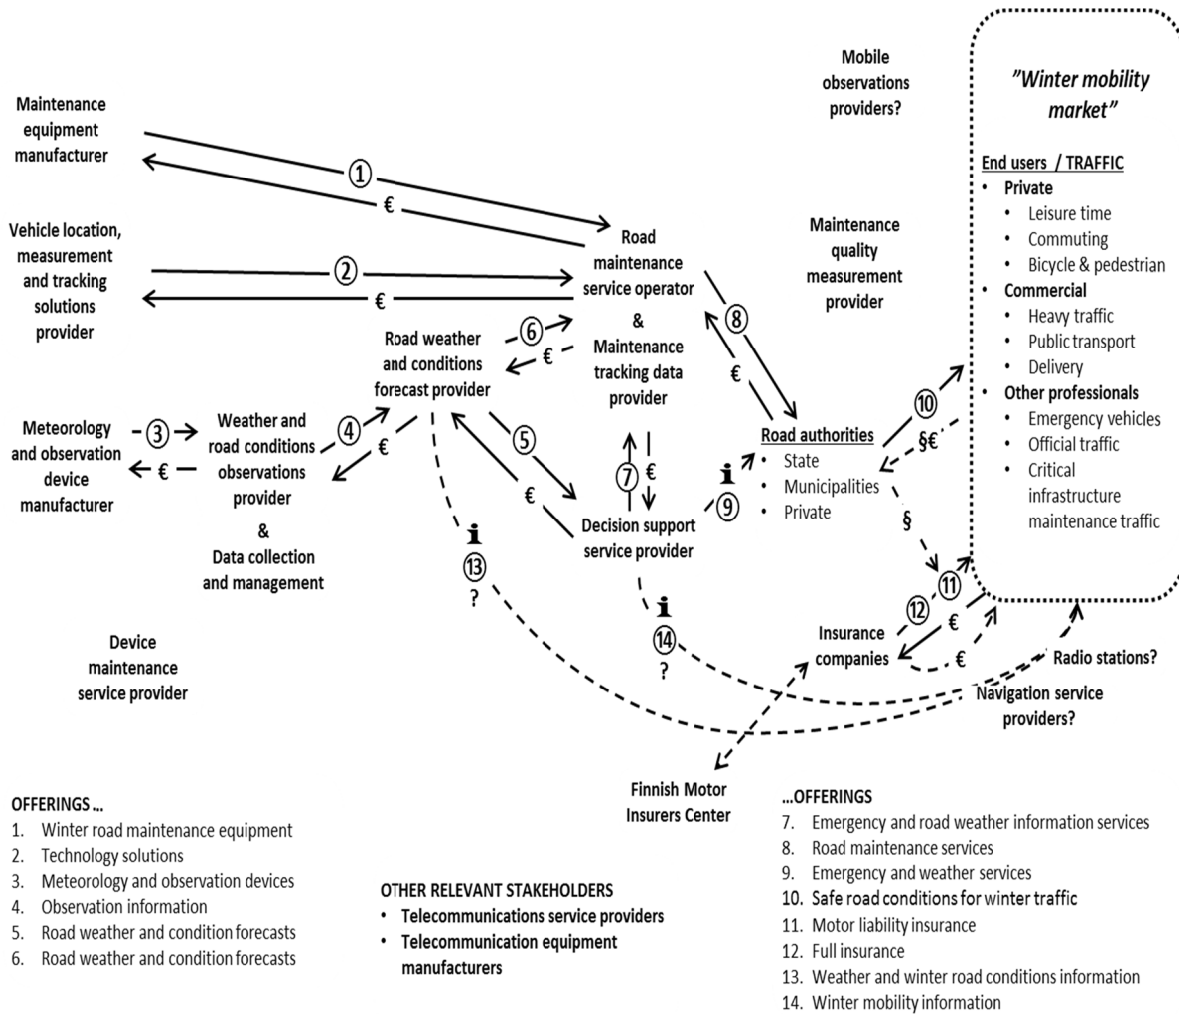 Mobile
observations
providers?
"Winter mobility
market"
Maintenance
equipment
manufacturer
End users / TRAFFIC
• Private
• Leisure time
• Commuting
• Bicycle & pedestrian
• Commercial
• Heavy traffic
• Public transport
• Delivery
• Other professionals
• Emergency vehicles
• Official traffic
• Critical
infrastructure
maintenance traffic
1
€
Vehicle location,
measurement
and tracking
solutions
provider
2
€
Road
maintenance
service operator
&
Maintenance
tracking data
provider
Maintenance
quality
measurement
provider
8
€
6
€
Road weather
and conditions
forecast provider
10
§€
Meteorology
and observation
device
manufacturer
3
€
Weather and
road conditions
observations
provider
&
Data collection
and management
4
€
5
€
7
€
i
9
Road authorities
• State
• Municipalities
• Private
§
Decision support
service provider
i
13
?
i
14
?
11
12
€
€
Insurance
companies
Device
maintenance
service provider
Radio stations?
Navigation service
providers?
Finnish Motor
Insurers Center
OFFERINGS ...
1. Winter road maintenance equipment
2. Technology solutions
3. Meteorology and observation devices
4. Observation information
5. Road weather and condition forecasts
6. Road weather and condition forecasts
OTHER RELEVANT STAKEHOLDERS
• Telecommunications service providers
• Telecommunication equipment
manufacturers
...OFFERINGS
7. Emergency and road weather information services
8. Road maintenance services
9. Emergency and weather services
10. Safe road conditions for winter traffic
11. Motor liability insurance
12. Full insurance
13. Weather and winter road conditions information
14. Winter mobility information